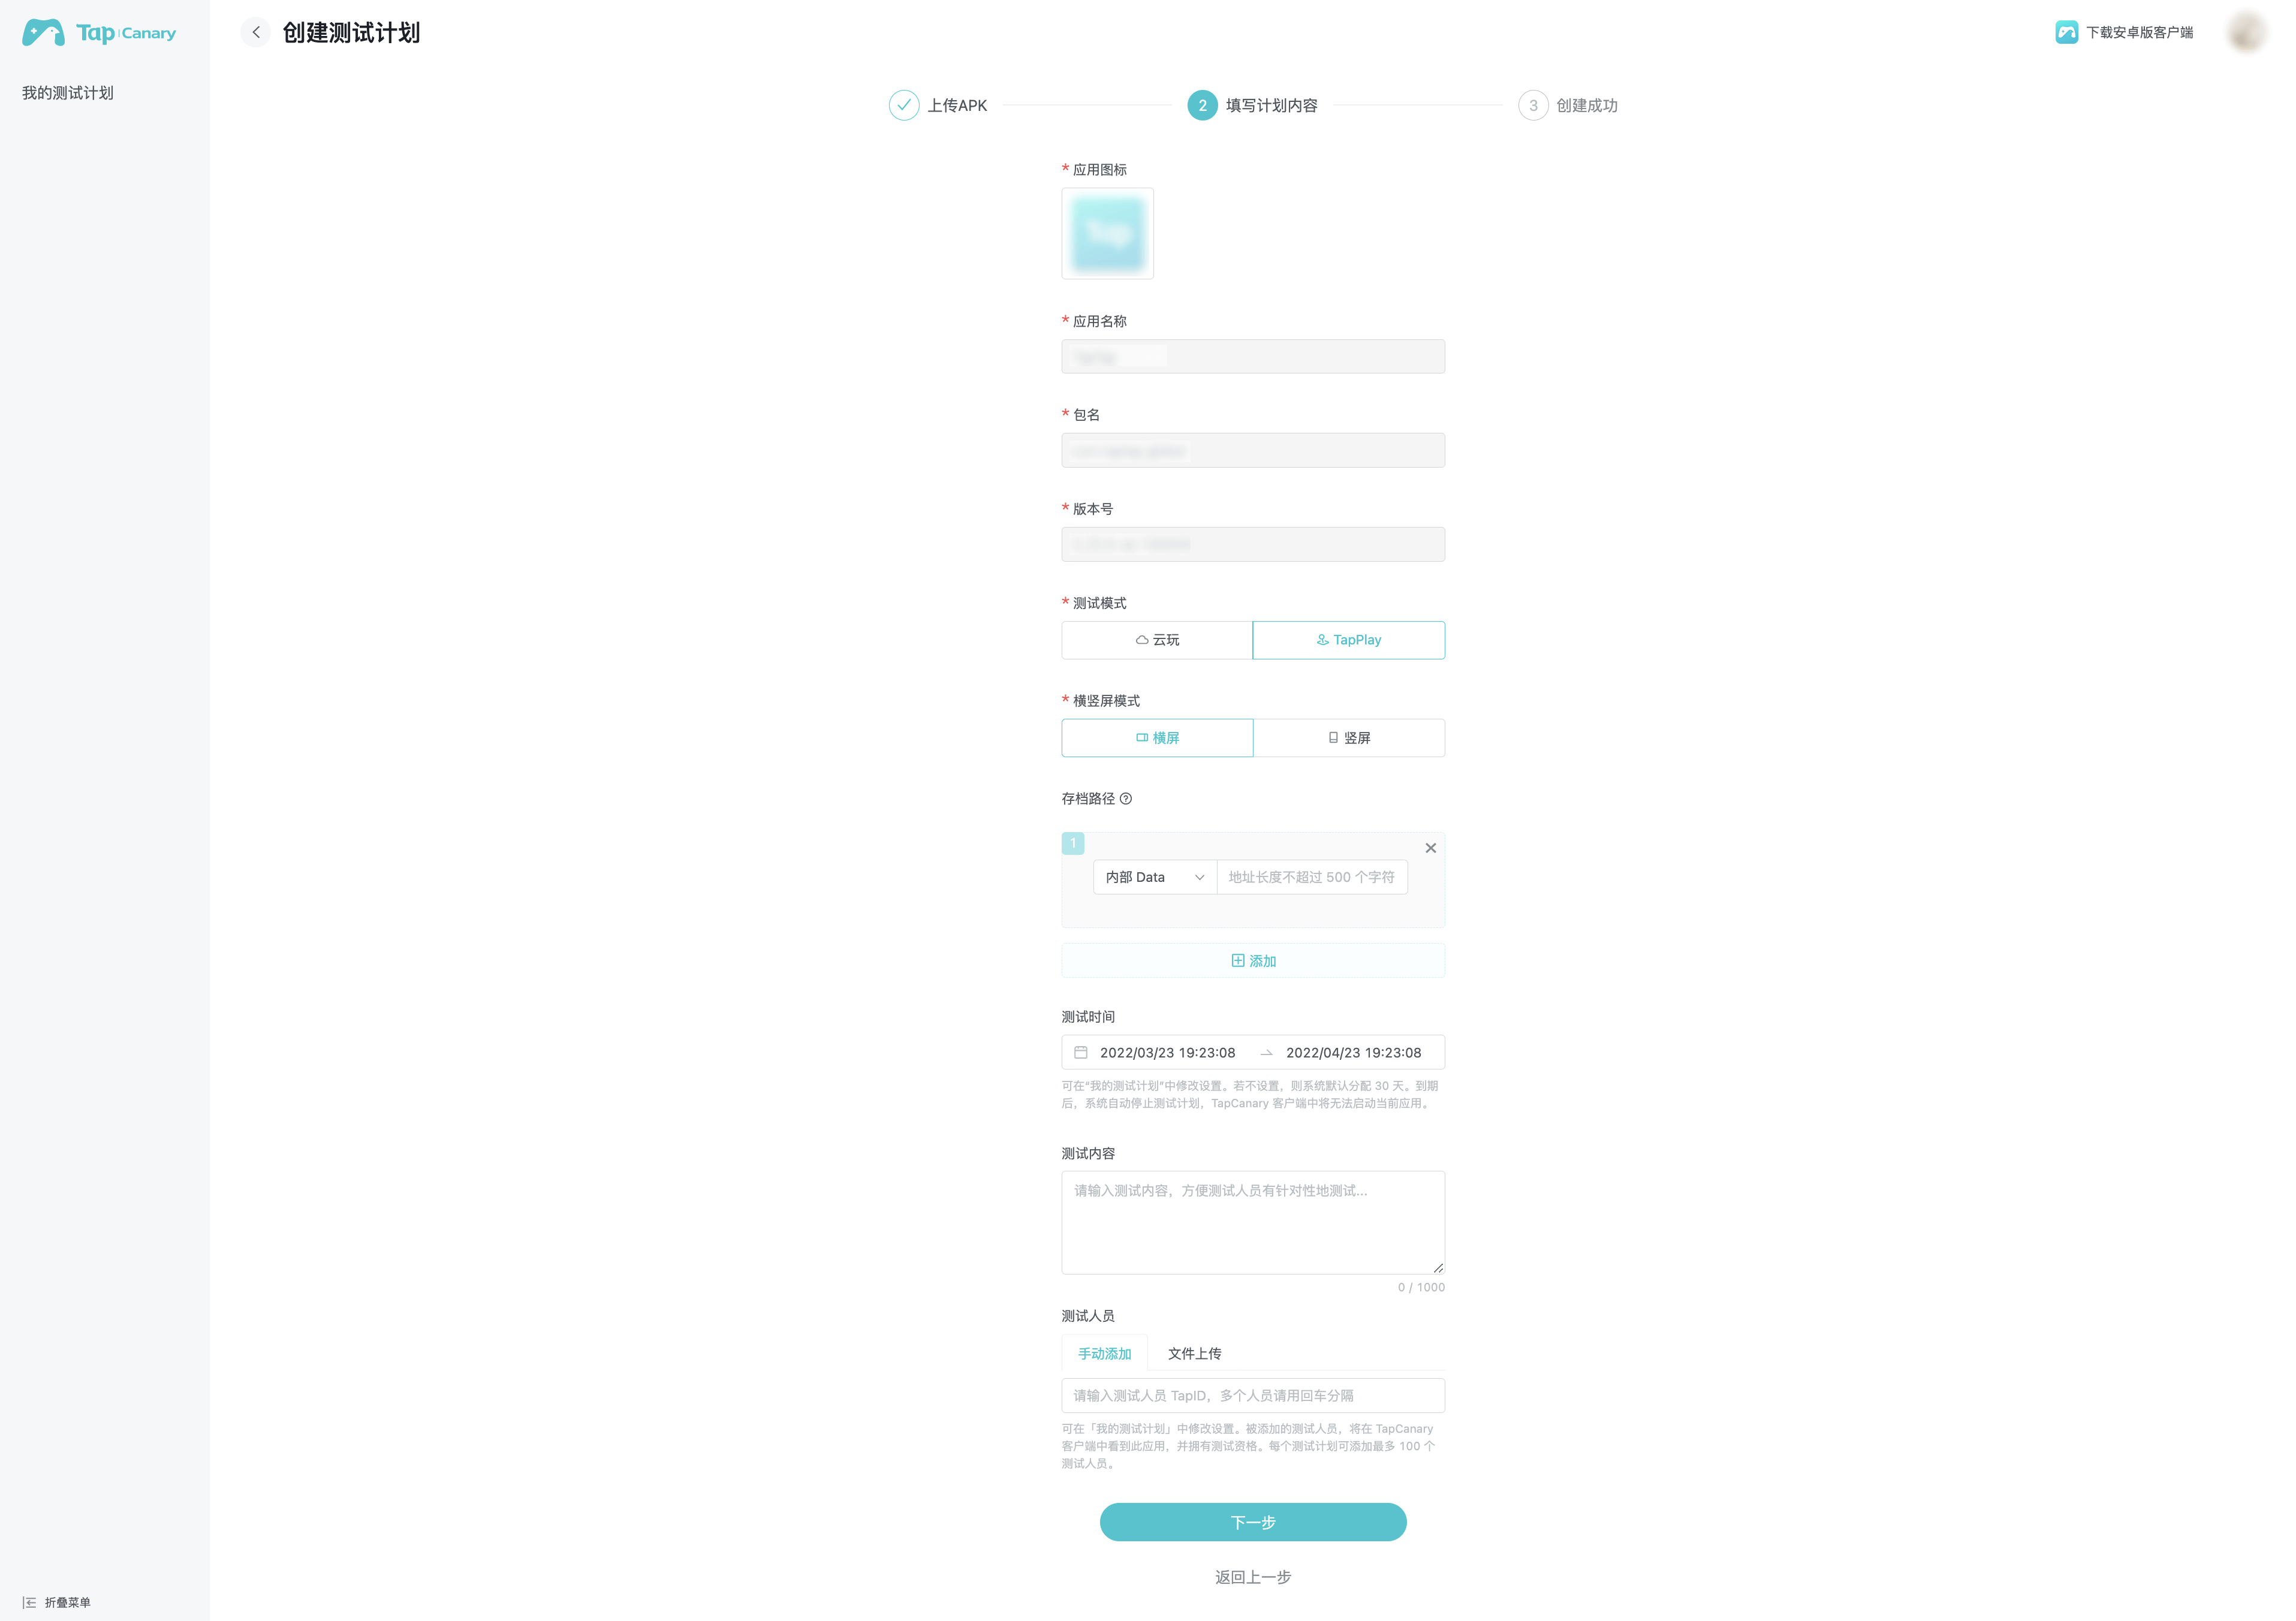 Tap Canary
创建测试计划
下载安卓版客户端
我的测试计划
上传APK
2 填写计划内容
3 创建成功
* 应用图标
Tap
* 应用名称
* 包名
* 版本号
* 测试模式
云玩
TapPlay
* 横竖屏模式
横屏
竖屏
存档路径
1
内部 Data
地址长度不超过 500 个字符
添加
测试时间
2022/03/23 19:23:08
2022/04/23 19:23:08
可在“我的测试计划”中修改设置。若不设置，则系统默认分配 30 天。到期
后，系统自动停止测试计划，TapCanary 客户端中将无法启动当前应用。
测试内容
请输入测试内容，方便测试人员有针对性地测试...
0 / 1000
测试人员
手动添加
文件上传
请输入测试人员 TapID，多个人员请用回车分隔
可在「我的测试计划」中修改设置。被添加的测试人员，将在 TapCanary
客户端中看到此应用，并拥有测试资格。每个测试计划可添加最多 100 个
测试人员。
下一步
返回上一步
折叠菜单